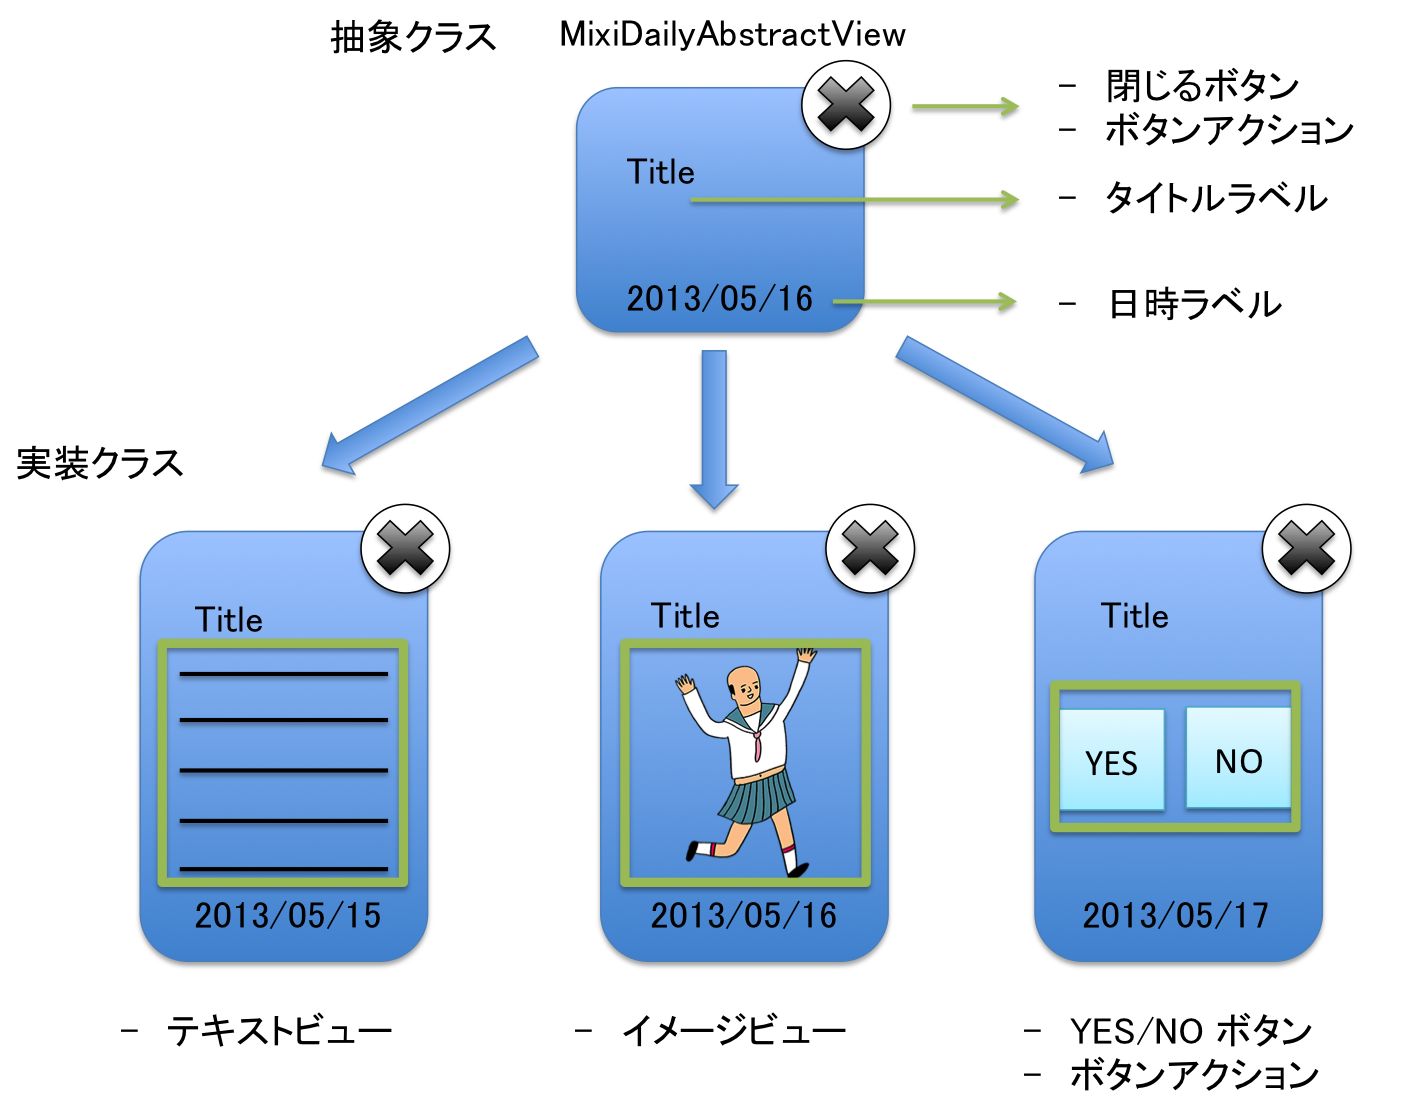 抽象クラス MixiDailyAbstractView
- 閉じるボタン
- ボタンアクション
Title
- タイトルラベル
2013/05/16
- 日時ラベル
実装クラス
Title
2013/05/15
- テキストビュー
Title
2013/05/16
- イメージビュー
Title
YES
NO
2013/05/17
- YES/NO ボタン
- ボタンアクション